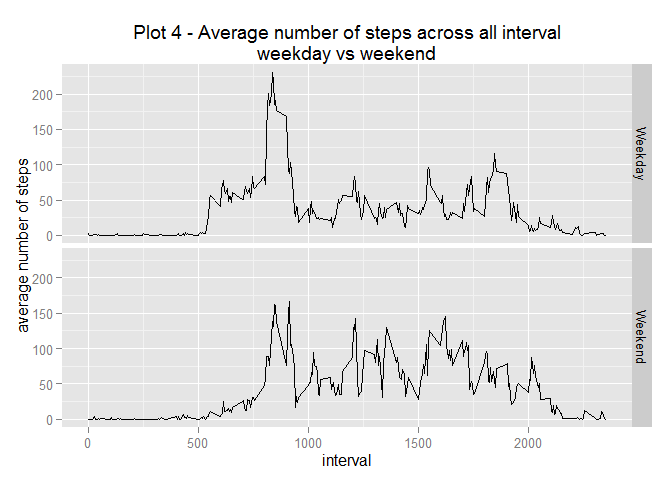 Plot 4 - Average number of steps across all interval
weekday vs weekend
average number of steps
200
150
100
50
0
Weekday
200
150
100
50
0
Weekend
0
500
1000
1500
2000
interval